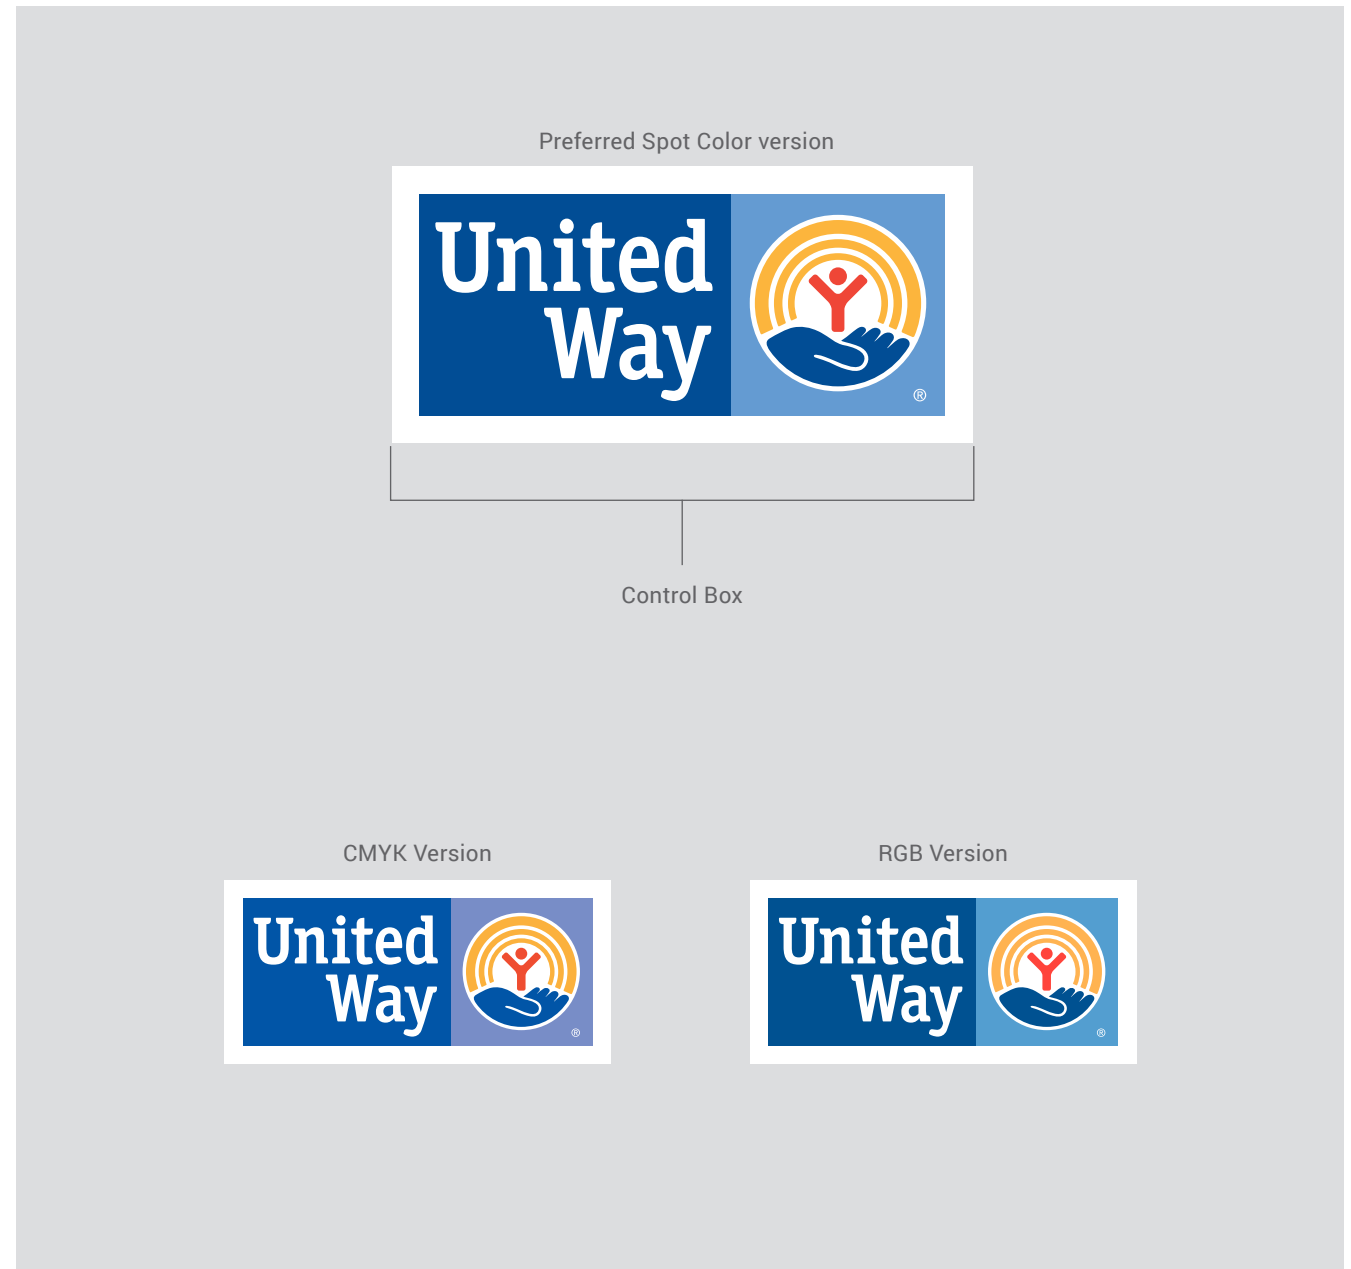 Preferred Spot Color version
United
Way
®
Control Box
CMYK Version
United
Way
®
RGB Version
United
Way
®